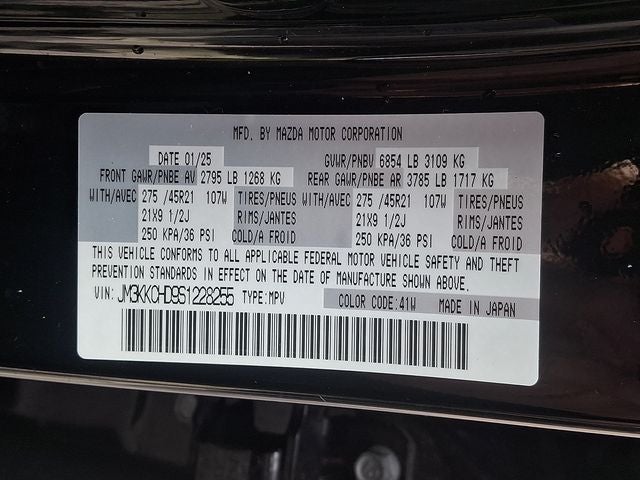 MFD. BY MAZDA MOTOR CORPORATION
DATE 01/25 GVWR/PNBV 6854 LB 3109 KG
FRONT GAWR/PNBE AV 2795 LB 1268 KG REAR GAWR/PNBE AR 3785 LB 1717 KG
WITH/AVEC 275 /45R21 107W TIRES/PNEUS WITH/AVEC 275 /45R21 107W TIRES/PNEUS
21X9 1/2J RIMS/JANTES 21X9 1/2J RIMS/JANTES
250 KPA/36 PSI COLD/A FROID 250 KPA/36 PSI COLD/A FROID
THIS VEHICLE CONFORMS TO ALL APPLICABLE FEDERAL MOTOR VEHICLE SAFETY AND THEFT
PREVENTION STANDARDS IN EFFECT ON THE DATE OF MANUFACTURE SHOWN ABOVE.
VIN: JM3KKCHD9S1228255 TYPE:MPV COLOR CODE:41W MADE IN JAPAN